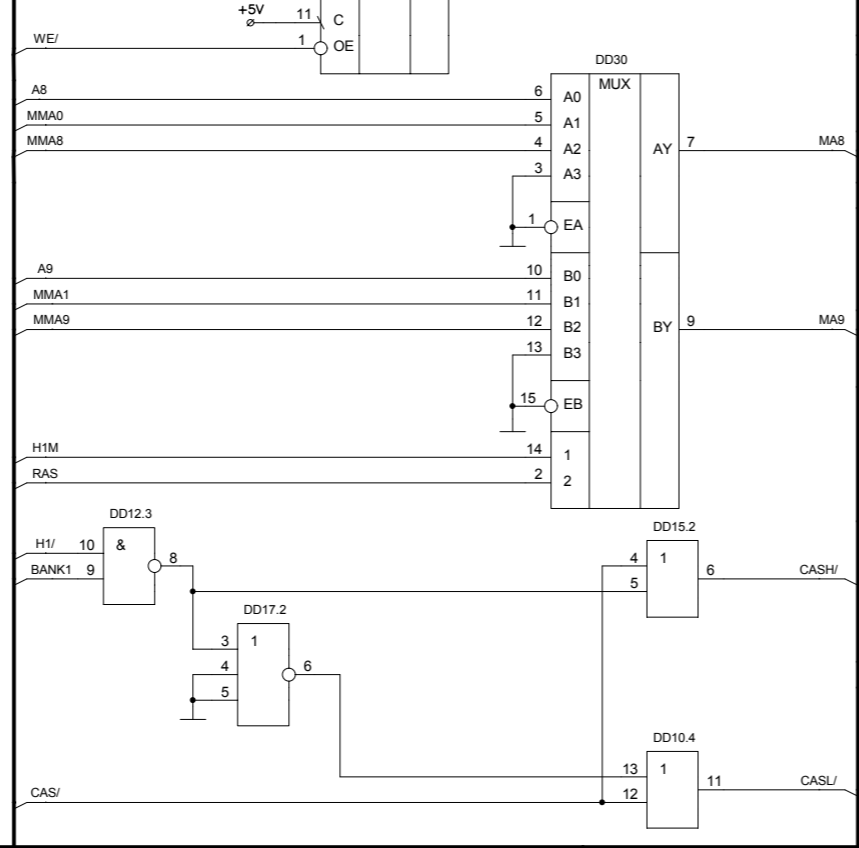 +5V 11 C
WE/ 1 OE
DD30
MUX
A8 6 A0
MMA0 5 A1
MMA8 4 A2 AY 7 MA8
3 A3
1 EA
A9 10 B0
MMA1 11 B1
MMA9 12 B2 BY 9 MA9
13 B3
15 EB
H1M 14 1
RAS 2 2
DD12.3
DD15.2
H1/ 10 & 8 4 1
BANK1 9 5 6 CASH/
DD17.2
3 1
4 6
5
DD10.4
13 1
CAS/ 12 11 CASL/